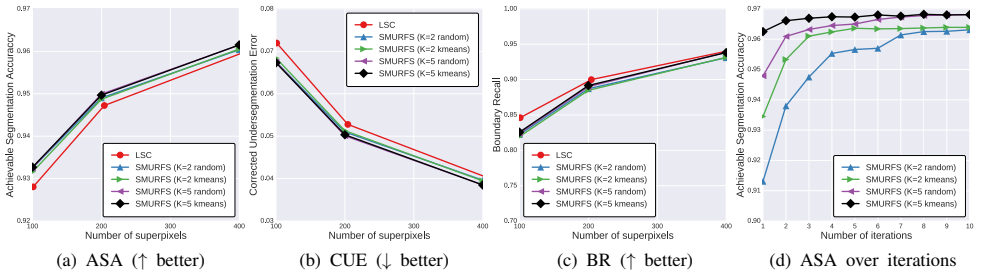 Achievable Segmentation Accuraccy
0.97
0.96
0.95
0.94
0.93
0.92
100
200
300
400
Number of superpixels
LSC
SMURFS (K=2 random)
SMURFS (K=2 kmeans)
SMURFS (K=5 random)
SMURFS (K=5 kmeans)
(a) ASA (↑ better)
Corrected Undersegmentation Error
0.08
0.07
0.06
0.05
0.04
0.03
100
200
300
400
Number of superpixels
LSC
SMURFS (K=2 random)
SMURFS (K=2 kmeans)
SMURFS (K=5 random)
SMURFS (K=5 kmeans)
(b) CUE (↓ better)
Boundary Recall
1.00
0.95
0.90
0.85
0.80
0.75
0.70
100
200
300
400
Number of superpixels
LSC
SMURFS (K=2 random)
SMURFS (K=2 kmeans)
SMURFS (K=5 random)
SMURFS (K=5 kmeans)
(c) BR (↑ better)
Achievable Segmentation Accuraccy
0.97
0.96
0.95
0.94
0.93
0.92
0.91
0.90
1 2 3 4 5 6 7 8 9 10
Number of iterations
SMURFS (K=2 random)
SMURFS (K=2 kmeans)
SMURFS (K=5 random)
SMURFS (K=5 kmeans)
(d) ASA over iterations